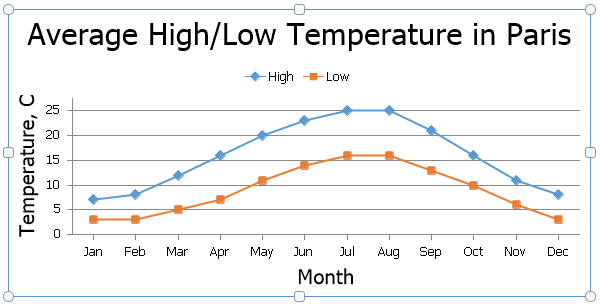 Average High/Low Temperature in Paris
High Low
Temperature, C
25
20
15
10
5
0
Jan Feb Mar Apr May Jun Jul Aug Sep Oct Nov Dec
Month